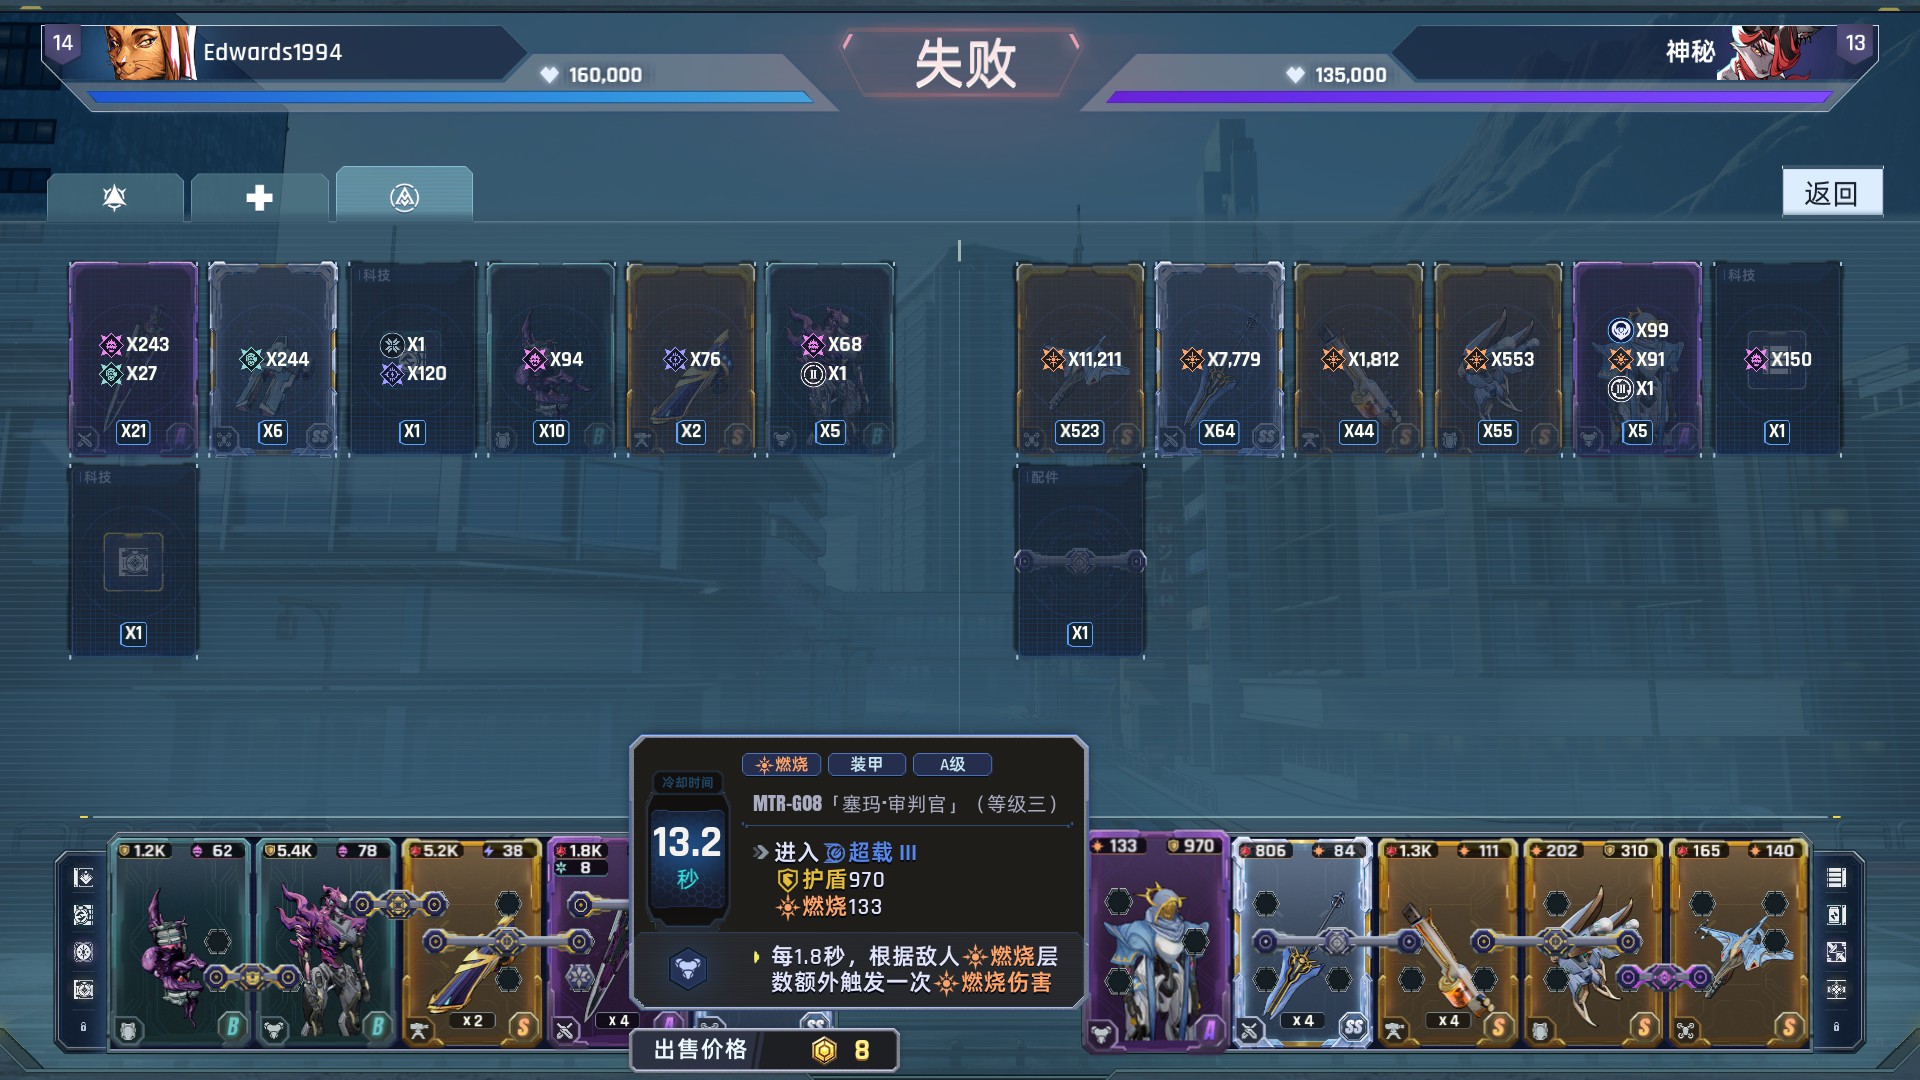 14
Edwards1994
160,000
失败
135,000
神秘
13
返回
X243
X27
X21
A
X244
X6
SS
科技
X1
X120
X1
X94
X10
B
X76
X2
S
X68
II X1
X5
B
X11,211
X523
S
X7,779
X64
SS
X1,812
X44
S
X553
X55
S
X99
X91
III X1
X5
A
科技
X150
X1
科技
X1
配件
X1
冷却时间
13.2
秒
燃烧
装甲
A级
MTR-G08「塞玛·审判官」（等级三）
进入超载 III
护盾970
燃烧133
每1.8秒，根据敌人燃烧层
数额外触发一次燃烧伤害
出售价格
8
1.2K 62
B
5.4K 78
B
5.2K 38
x2
S
1.8K
8
x4
A
SS
133 970
A
806 84
x4
SS
1.3K 111
x4
S
202 310
S
165 140
S